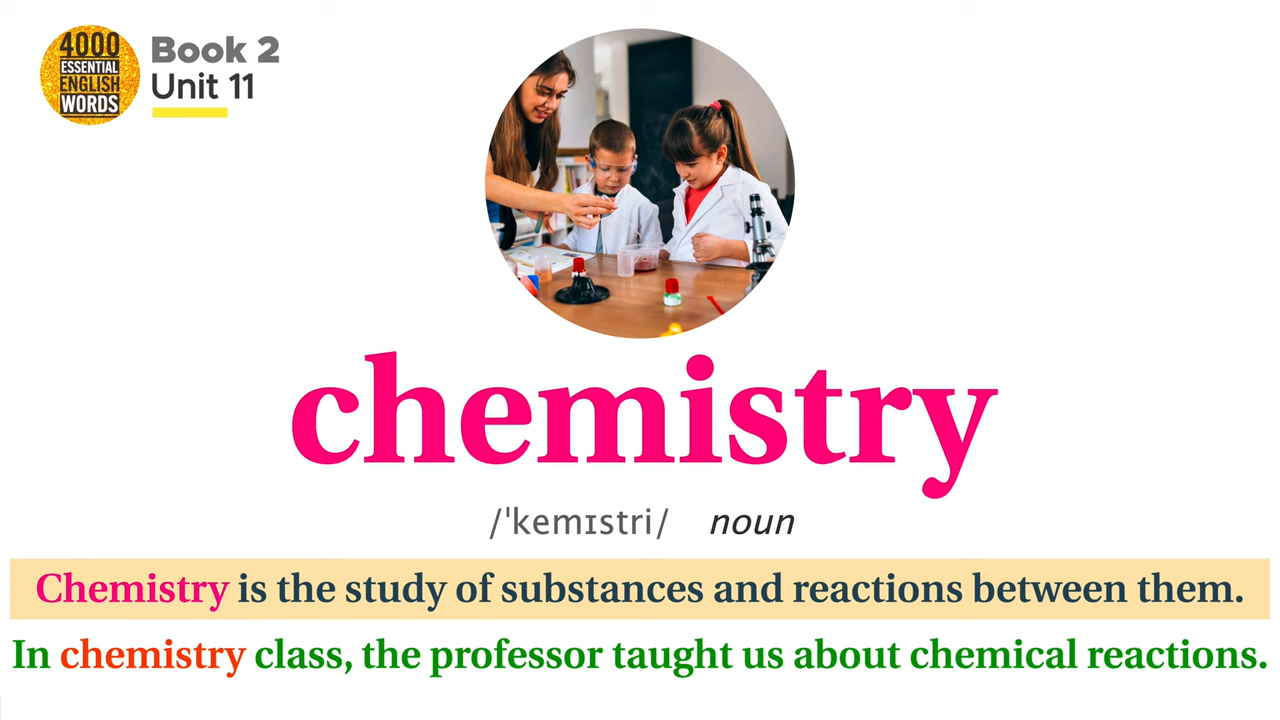 4000
ESSENTIAL
ENGLISH
WORDS
Book 2
Unit 11
chemistry
/ˈkemɪstri/ noun
Chemistry is the study of substances and reactions between them.
In chemistry class, the professor taught us about chemical reactions.